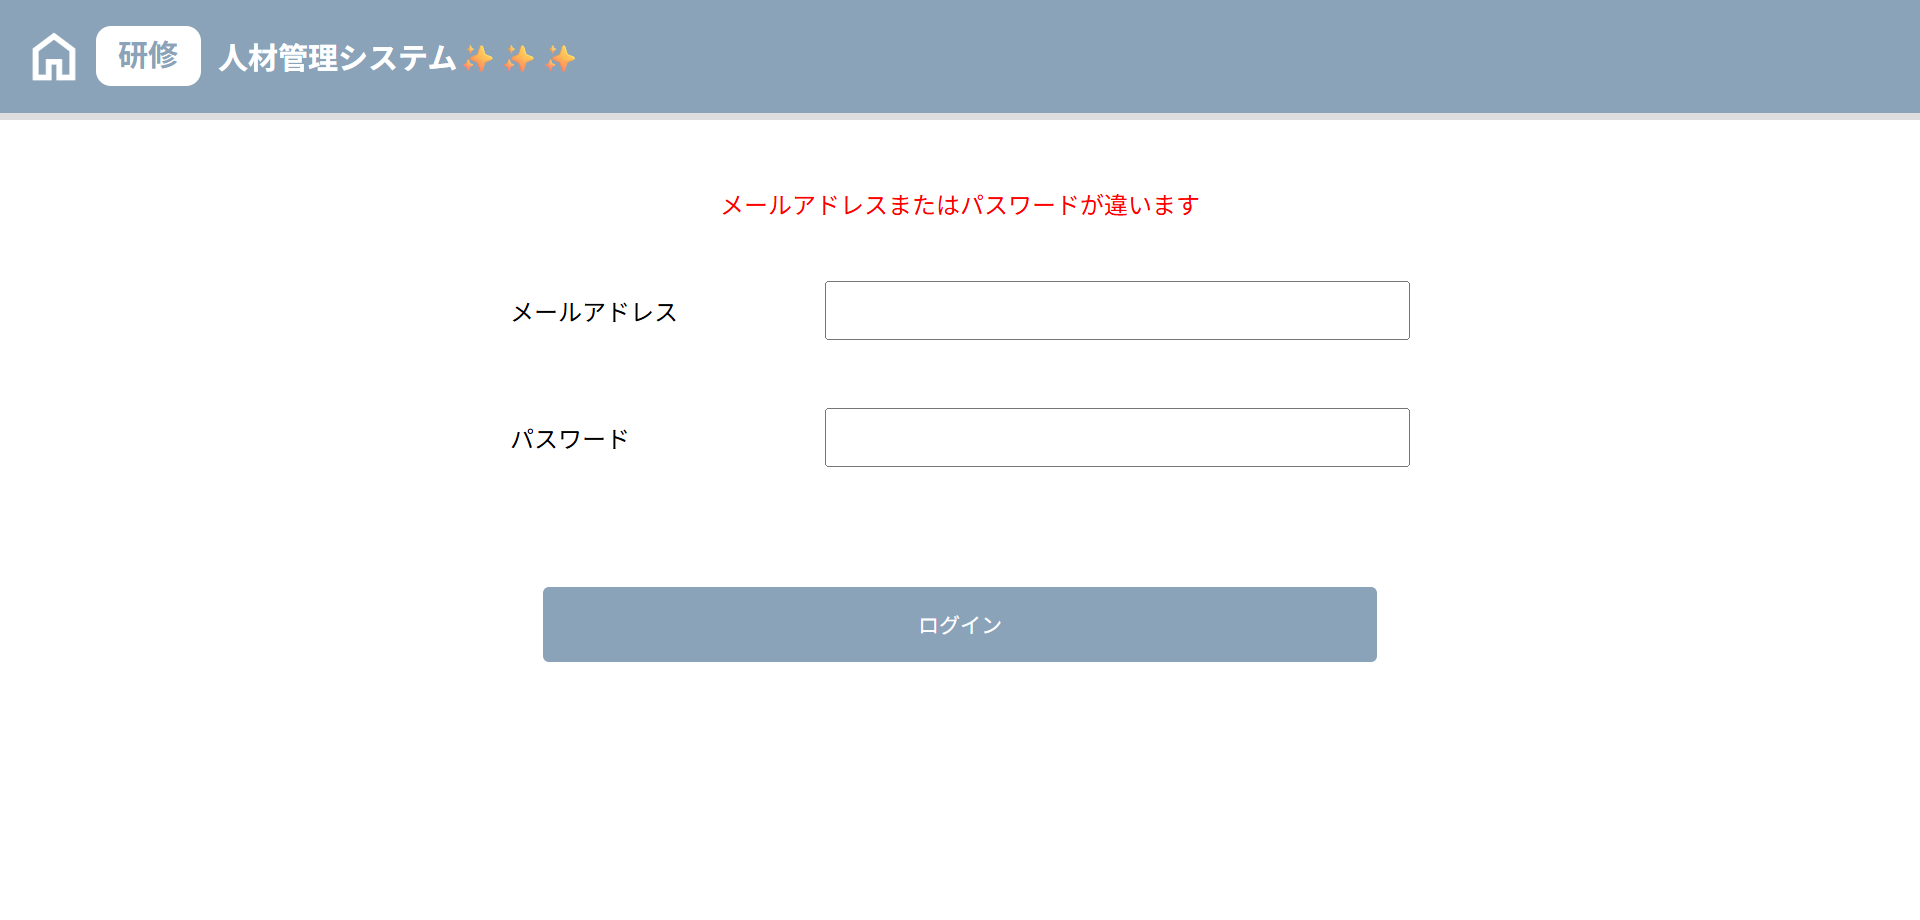 研修 人材管理システム✨✨✨
メールアドレスまたはパスワードが違います
メールアドレス
パスワード
ログイン